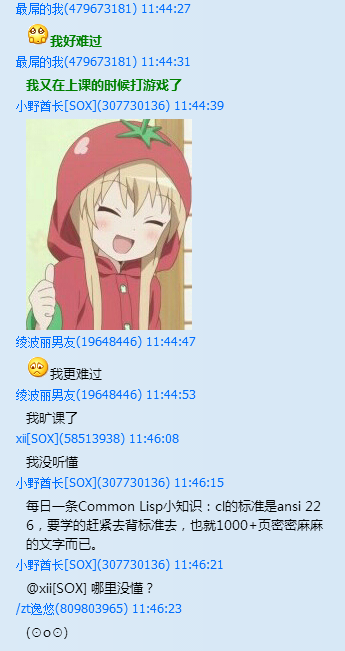 最屌的我(479673181) 11:44:27
我好难过
最屌的我(479673181) 11:44:31
我又在上课的时候打游戏了
小野酋长[SOX](307730136) 11:44:39
绫波丽男友(19648446) 11:44:47
我更难过
绫波丽男友(19648446) 11:44:53
我旷课了
xii[SOX](58513938) 11:46:08
我没听懂
小野酋长[SOX](307730136) 11:46:15
每日一条Common Lisp小知识：cl的标准是ansi 22
6，要学的赶紧去背标准去，也就1000+页密密麻麻
的文字而已。
小野酋长[SOX](307730136) 11:46:21
@xii[SOX] 哪里没懂？
/zt逸悠(809803965) 11:46:23
(⊙o⊙)